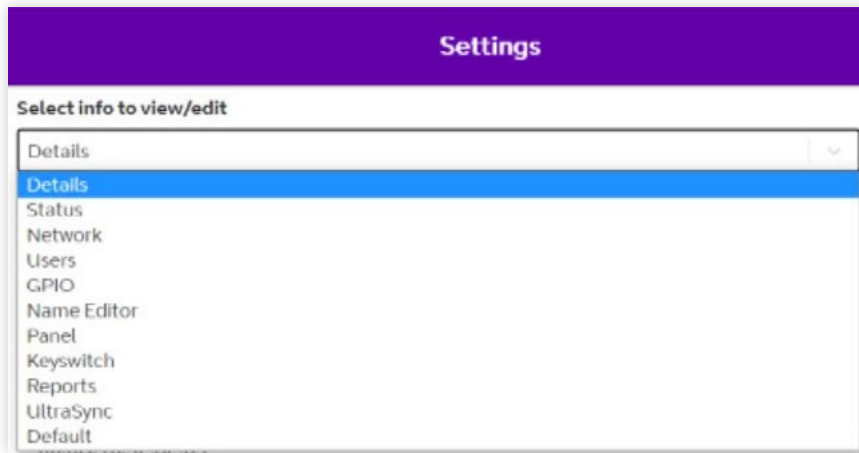 Settings
Select info to view/edit
Details
Details
Status
Network
Users
GPIO
Name Editor
Panel
Keyswitch
Reports
UltraSync
Default